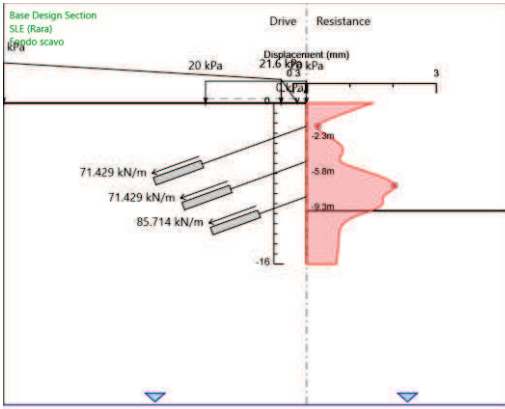 Base Design Section
SLE (Rara)
Fondo scavo
Drive
Resistance
kPa
Displacement (mm)
20 kPa
21.6
kPa
0.3
3
0
-2.3m
-5.8m
-9.3m
71.429 kN/m
71.429 kN/m
85.714 kN/m
-16